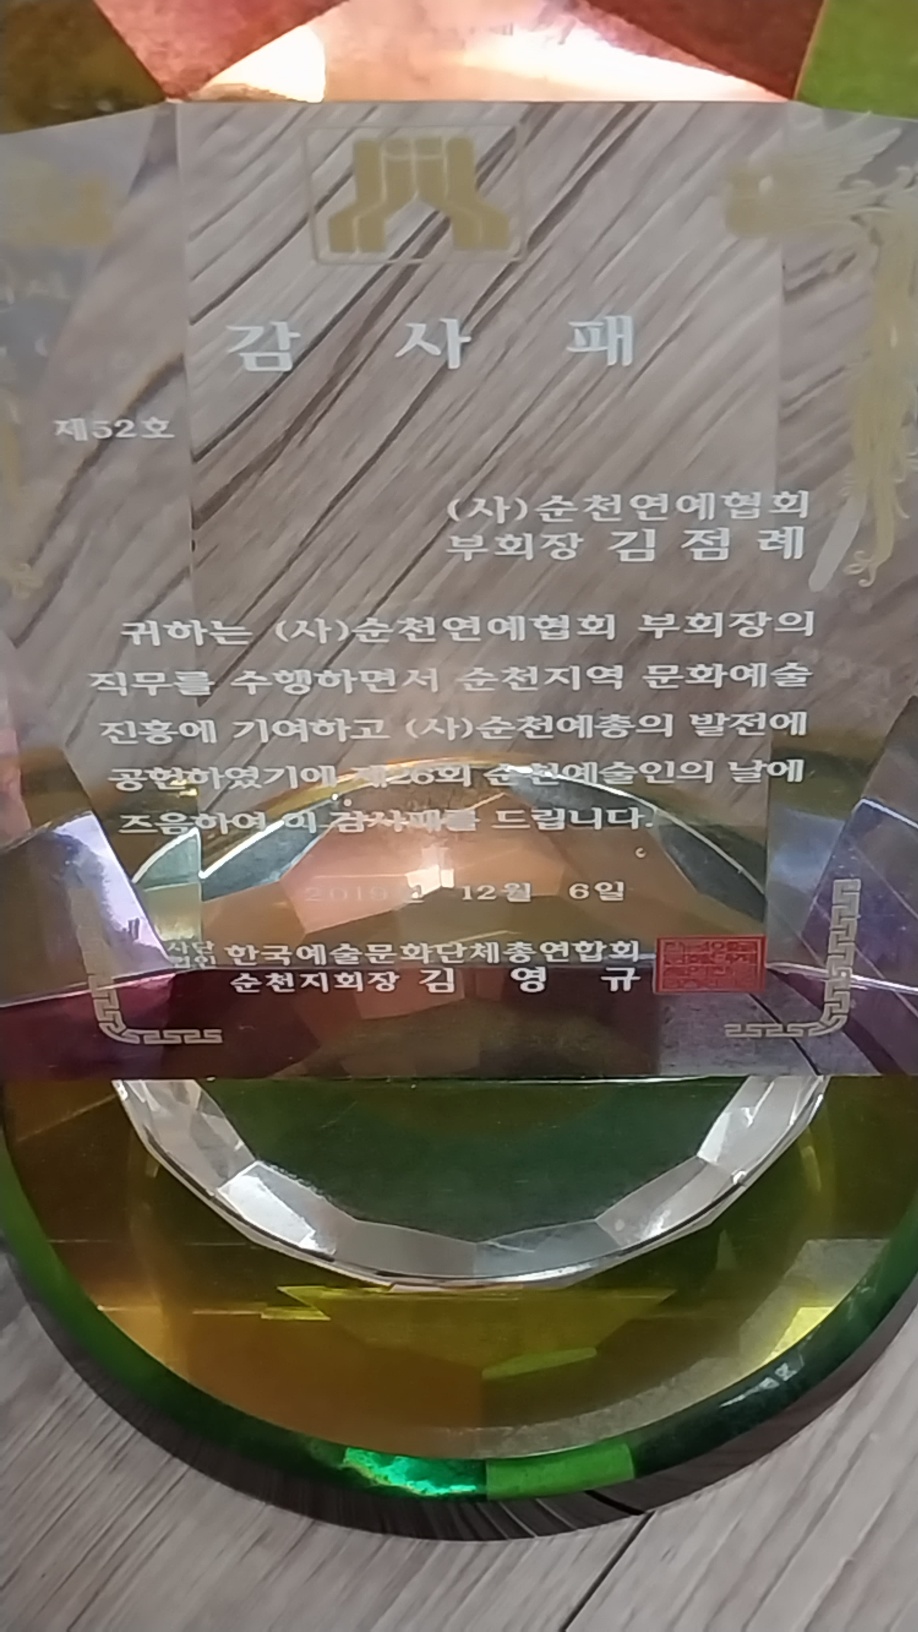 감 사 패
제52호
(사)순천연예협회
부회장 김 점 례
귀하는 (사)순천연예협회 부회장의
직무를 수행하면서 순천지역 문화예술
진흥에 기여하고 (사)순천예총의 발전에
공헌하였기에 제26회 순천예술인의 날에
즈음하여 이 감사패를 드립니다.
2019년 12월 6일
사단법인 한국예술문화단체총연합회
순천지회장 김 영 규